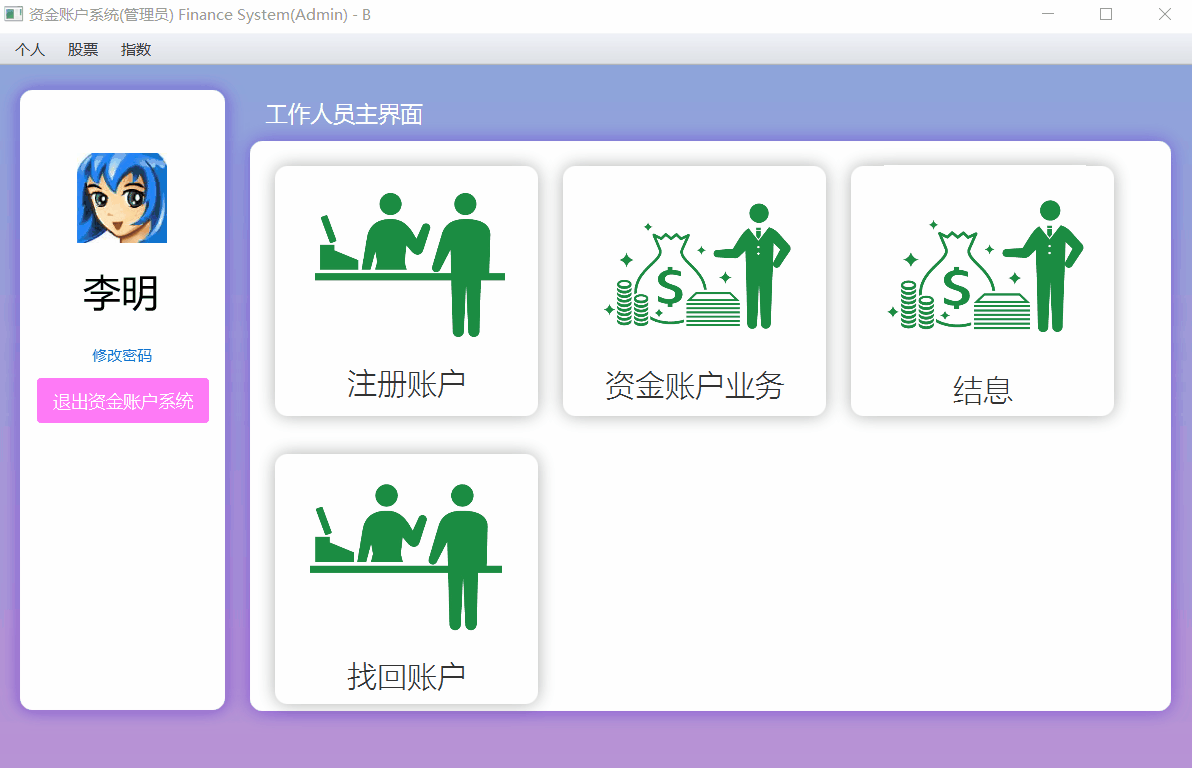 资金账户系统(管理员) Finance System(Admin) - B
个人 股票 指数
工作人员主界面
李明
修改密码
退出资金账户系统
注册账户
资金账户业务
结息
找回账户